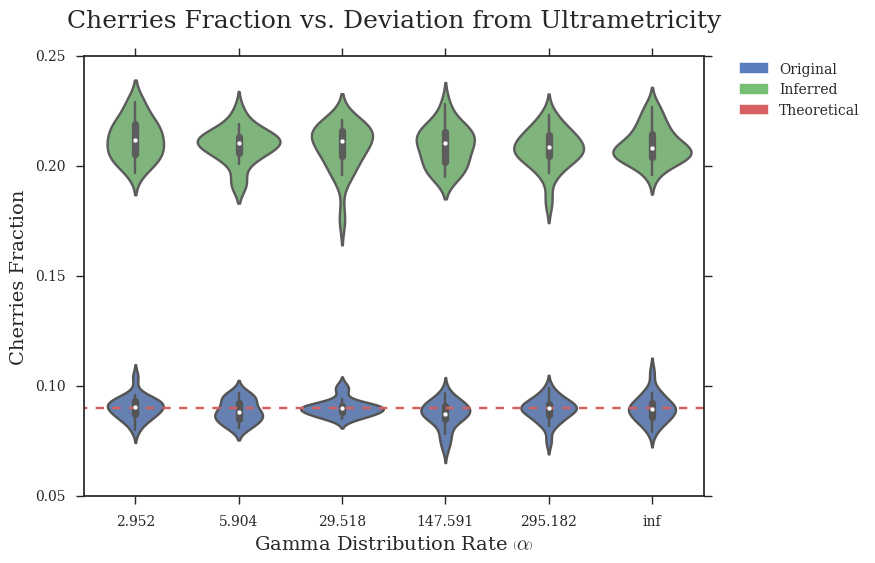 Cherries Fraction vs. Deviation from Ultrametricity
Original
Inferred
Theoretical
Cherries Fraction
0.25
0.20
0.15
0.10
0.05
2.952 5.904 29.518 147.591 295.182 inf
Gamma Distribution Rate (α)